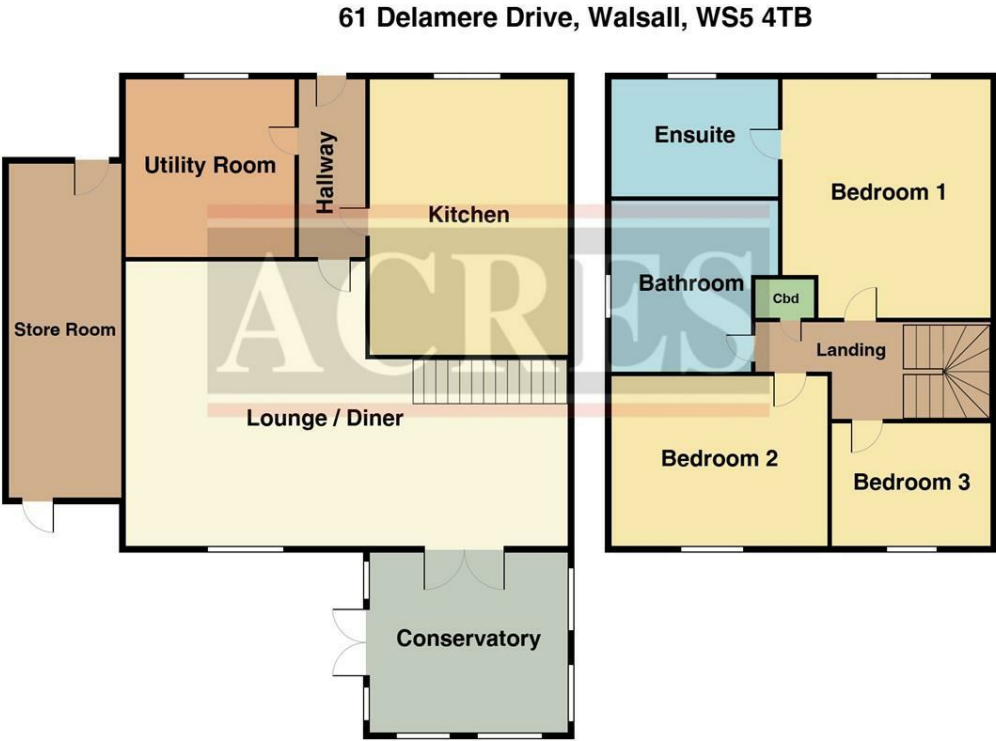 61 Delamere Drive, Walsall, WS5 4TB
Utility Room
Hallway
Kitchen
Store Room
Lounge / Diner
Conservatory
Ensuite
Bedroom 1
Bathroom
Cbd
Landing
Bedroom 2
Bedroom 3
ACRES